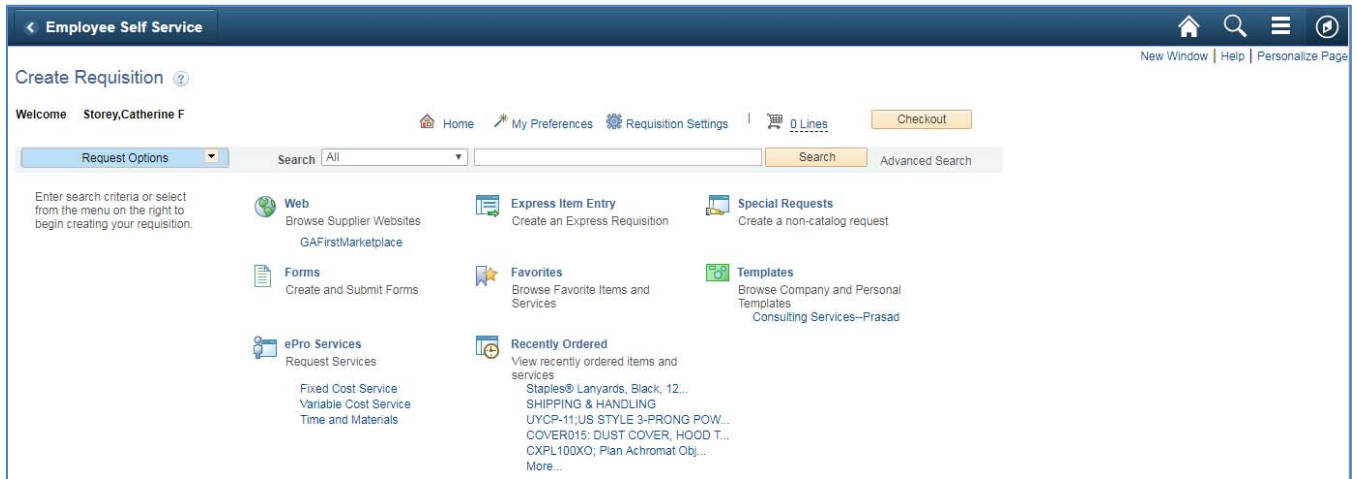 Employee Self Service
New Window | Help | Personalize Page
Create Requisition ?
Welcome Storey,Catherine F
Home My Preferences Requisition Settings | 0 Lines Checkout
Request Options Search All Search Advanced Search
Enter search criteria or select
from the menu on the right to
begin creating your requisition.
Web
Browse Supplier Websites
GAFirstMarketplace
Express Item Entry
Create an Express Requisition
Special Requests
Create a non-catalog request
Forms
Create and Submit Forms
Favorites
Browse Favorite Items and
Services
Templates
Browse Company and Personal
Templates
Consulting Services--Prasad
ePro Services
Request Services
Fixed Cost Service
Variable Cost Service
Time and Materials
Recently Ordered
View recently ordered items and
services
Staples® Lanyards, Black, 12...
SHIPPING & HANDLING
UYCP-11;US STYLE 3-PRONG POW...
COVER015: DUST COVER, HOOD T...
CXPL100XO; Plan Achromat Obj...
More...